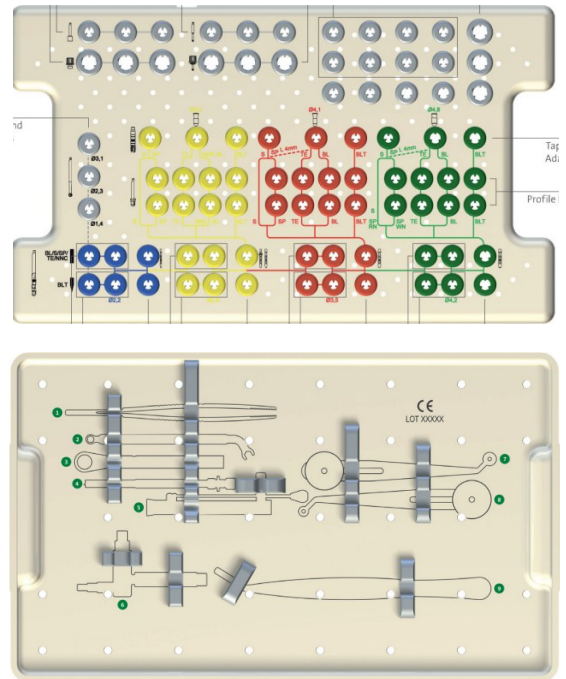 Ø4,1
Ø4,8
S SP L 4mm TE BL BLT
S SP L 4mm TE BL BLT
nd
s
Tap
Ada
Ø3,1
Ø2,3
Ø1,4
Profile
S SP TE BL BLT
S SP RN SP WN TE BL BLT
BL/S/SP/
TE/NNC
BLT
Ø2,2
Ø3,5
Ø4,2
CE
LOT XXXXX
1
2
3
4
5
6
7
8
9